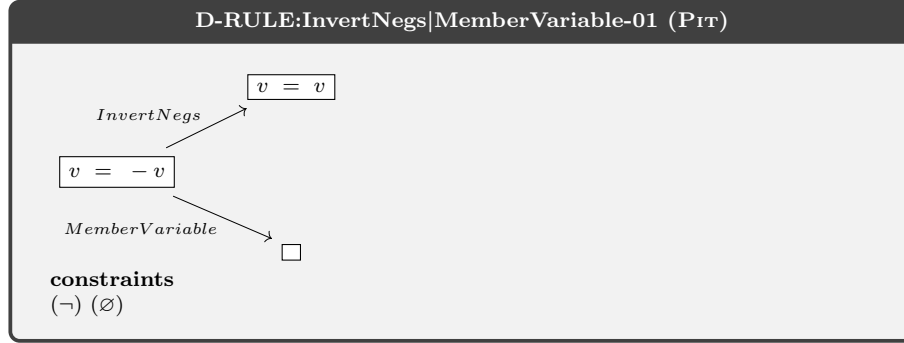 D-RULE:InvertNegs|MemberVariable-01 (PIT)
v = v
InvertNegs
v = − v
MemberVariable
constraints
(¬) (∅)